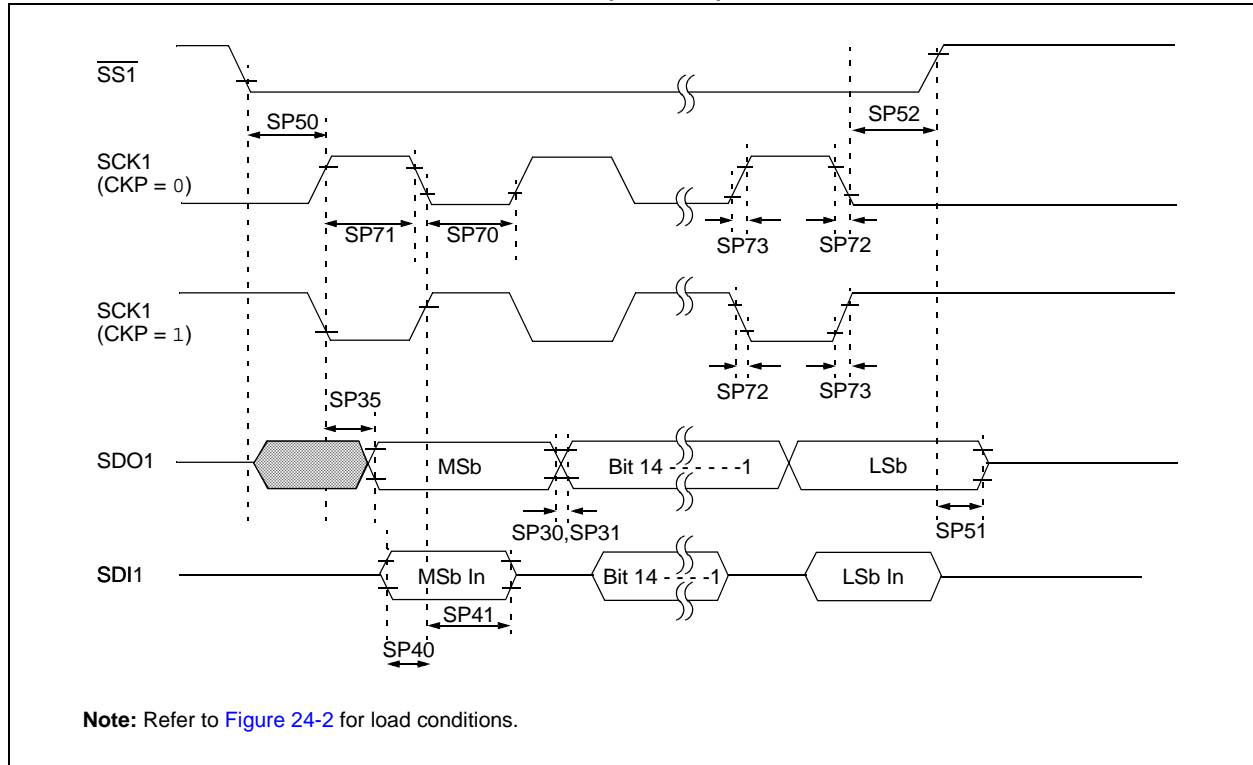 SS1
SP50
SP52
SCK1
(CKP = 0)
SP71
SP70
SP73
SP72
SCK1
(CKP = 1)
SP72
SP73
SP35
SDO1
MSb
Bit 14 - - - - - -1
LSb
SP30,SP31
SP51
SDI1
MSb In
Bit 14 - - - - -1
LSb In
SP41
SP40
Note: Refer to Figure 24-2 for load conditions.